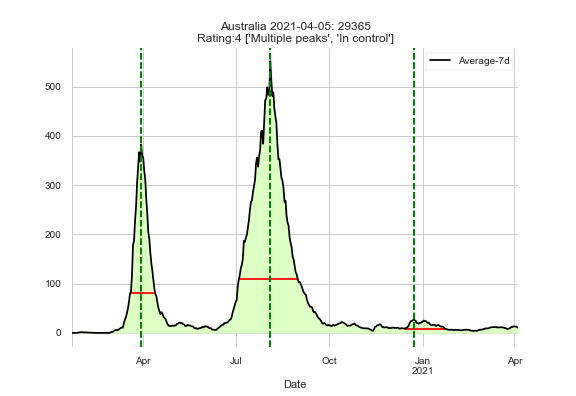 Australia 2021-04-05: 29365
Rating:4 ['Multiple peaks', 'In control']
Average-7d
500
400
300
200
100
0
Apr
Jul
Oct
Jan
2021
Apr
Date